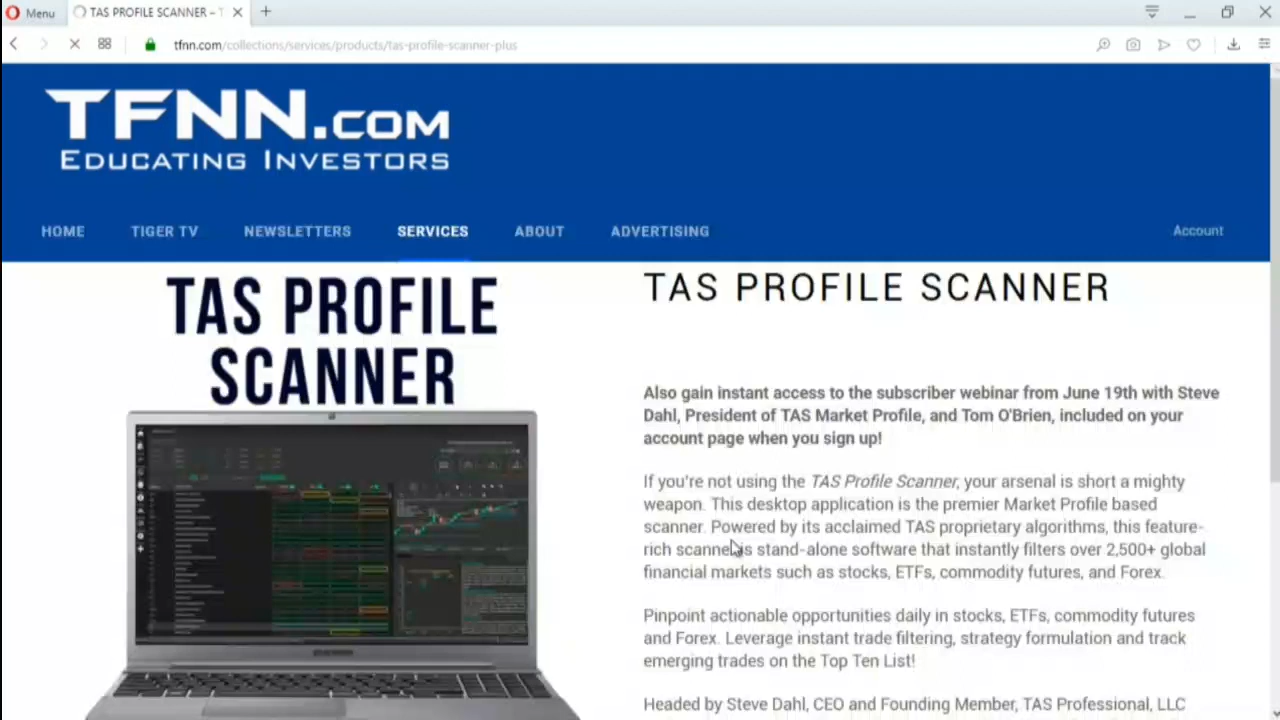 Menu
TAS PROFILE SCANNER – T
tfnn.com/collections/services/products/tas-profile-scanner-plus
TFNN.COM
EDUCATING INVESTORS
HOME TIGER TV NEWSLETTERS SERVICES ABOUT ADVERTISING Account
TAS PROFILE
SCANNER
TAS PROFILE SCANNER
Also gain instant access to the subscriber webinar from June 19th with Steve
Dahl, President of TAS Market Profile, and Tom O'Brien, included on your
account page when you sign up!
If you're not using the TAS Profile Scanner, your arsenal is short a mighty
weapon. This desktop application is the premier Market Profile based
scanner. Powered by its acclaimed TAS proprietary algorithms, this feature-
rich scanner is stand-alone software that instantly filters over 2,500+ global
financial markets such as stocks, ETFs, commodity futures, and Forex.
Pinpoint actionable opportunities daily in stocks, ETFs, commodity futures
and Forex. Leverage instant trade filtering, strategy formulation and track
emerging trades on the Top Ten List!
Headed by Steve Dahl, CEO and Founding Member, TAS Professional, LLC